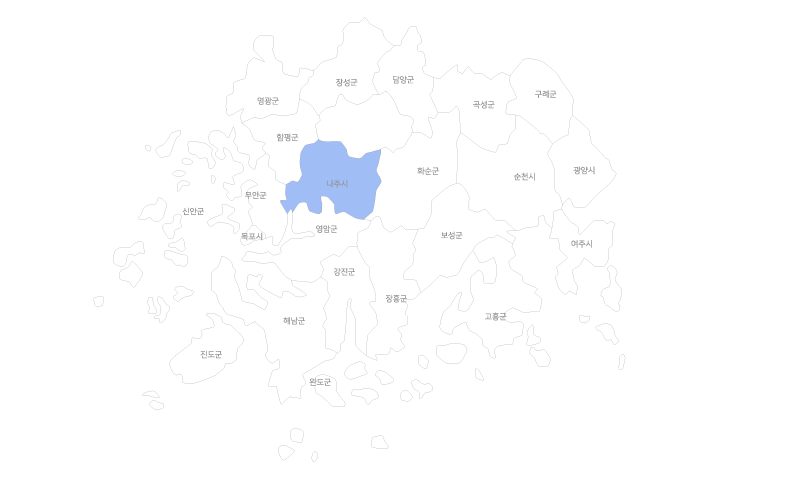 장성군
담양군
영광군
곡성군
구례군
함평군
화순군
순천시
광양시
나주시
무안군
신안군
영암군
목포시
보성군
여주시
강진군
장흥군
해남군
고흥군
진도군
완도군